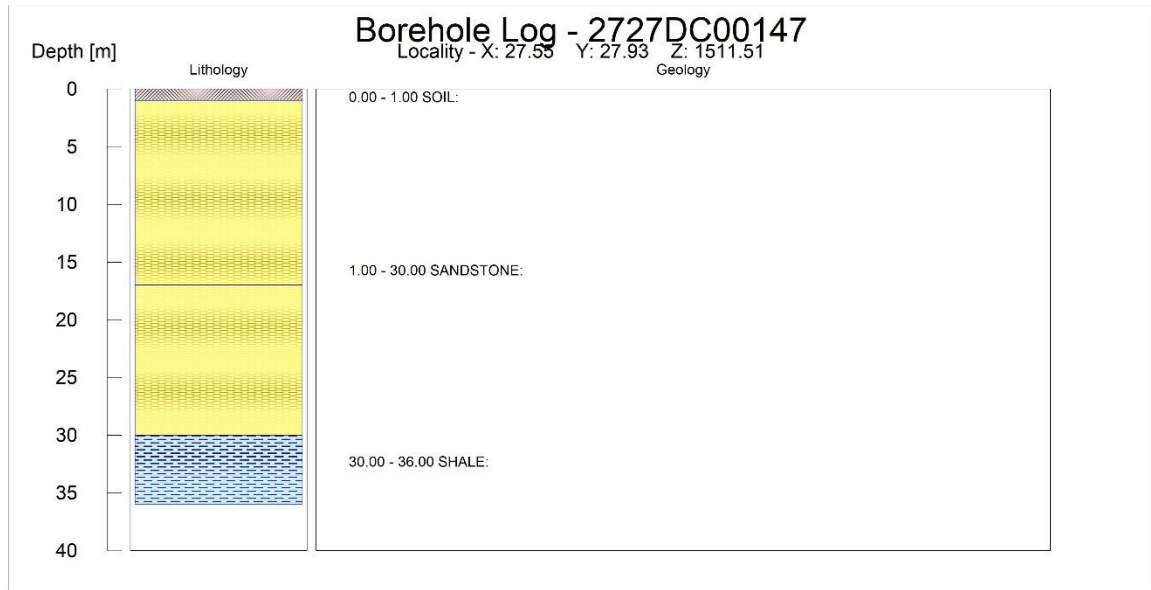 Borehole Log - 2727DC00147
Depth [m]
Locality - X: 27.55 Y: 27.93 Z: 1511.51
Lithology
Geology
0
0.00 - 1.00 SOIL:
5
10
15
1.00 - 30.00 SANDSTONE:
20
25
30
30.00 - 36.00 SHALE:
35
40